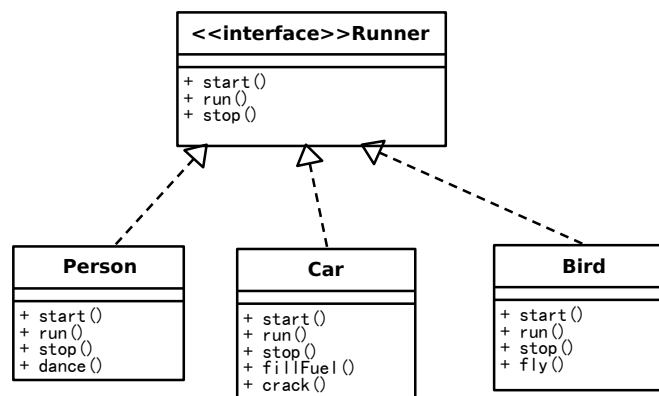 <<interface>>Runner
+ start()
+ run()
+ stop()
Person
+ start()
+ run()
+ stop()
+ dance()
Car
+ start()
+ run()
+ stop()
+ fillFuel()
+ crack()
Bird
+ start()
+ run()
+ stop()
+ fly()